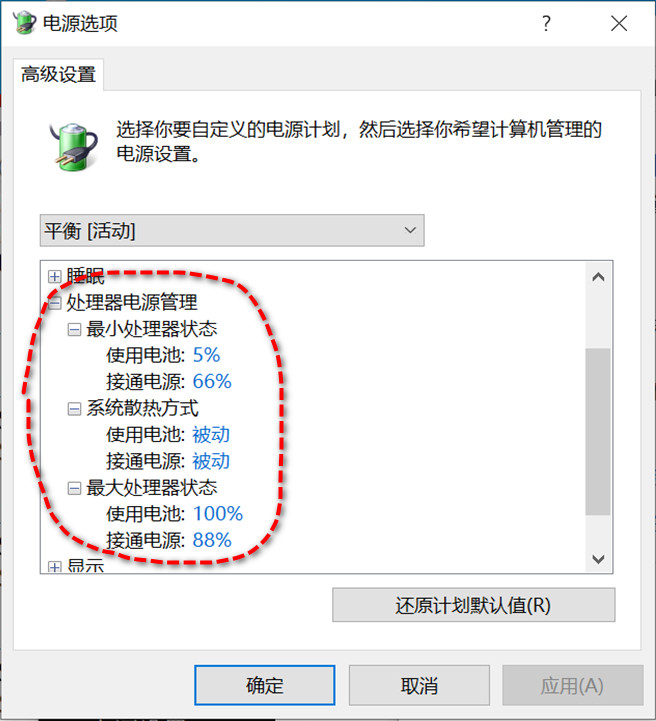 电源选项
高级设置
选择你要自定义的电源计划，然后选择你希望计算机管理的
电源设置。
平衡 [活动]
睡眠
处理器电源管理
最小处理器状态
使用电池: 5%
接通电源: 66%
系统散热方式
使用电池: 被动
接通电源: 被动
最大处理器状态
使用电池: 100%
接通电源: 88%
显示
还原计划默认值(R)
确定
取消
应用(A)